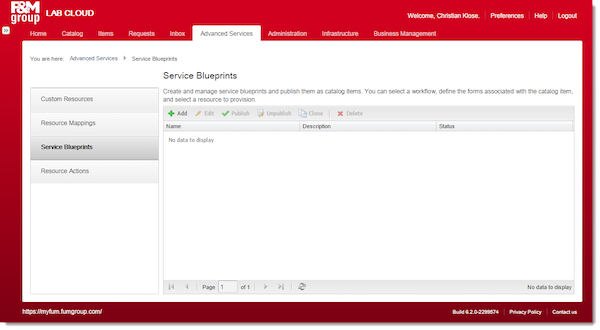 F&M group LAB CLOUD
Welcome, Christian Klose. Preferences Help Logout
Home Catalog Items Requests Inbox Advanced Services Administration Infrastructure Business Management
You are here: Advanced Services Service Blueprints
Custom Resources
Resource Mappings
Service Blueprints
Resource Actions
Service Blueprints
Create and manage service blueprints and publish them as catalog items. You can select a workflow, define the forms associated with the catalog item,
and select a resource to provision.
Add Edit Publish Unpublish Clone Delete
Name Description Status
No data to display
Page 1 of 1 No data to display
https://myfum.fumgroup.com/ Build 6.2.0-2299574 Privacy Policy Contact us